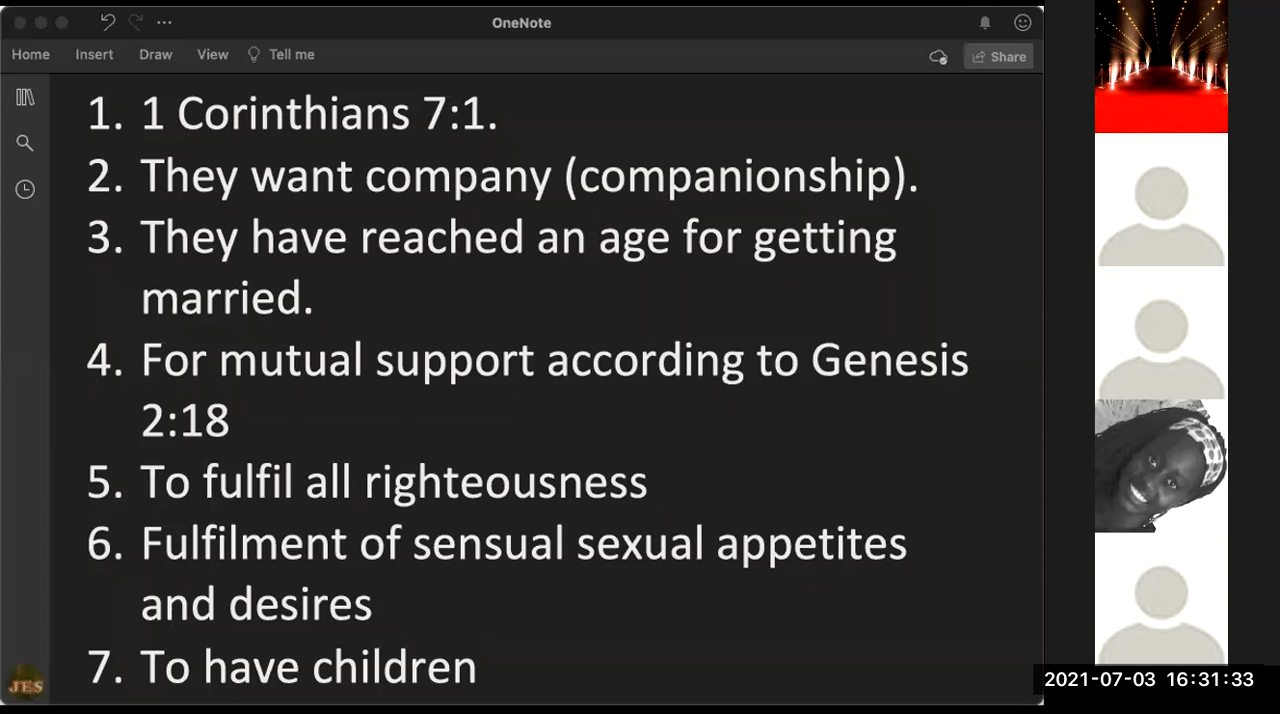 OneNote
Home Insert Draw View Tell me Share
1. 1 Corinthians 7:1.
2. They want company (companionship).
3. They have reached an age for getting
married.
4. For mutual support according to Genesis
2:18
5. To fulfil all righteousness
6. Fulfilment of sensual sexual appetites
and desires
7. To have children
JES
2021-07-03 16:31:33